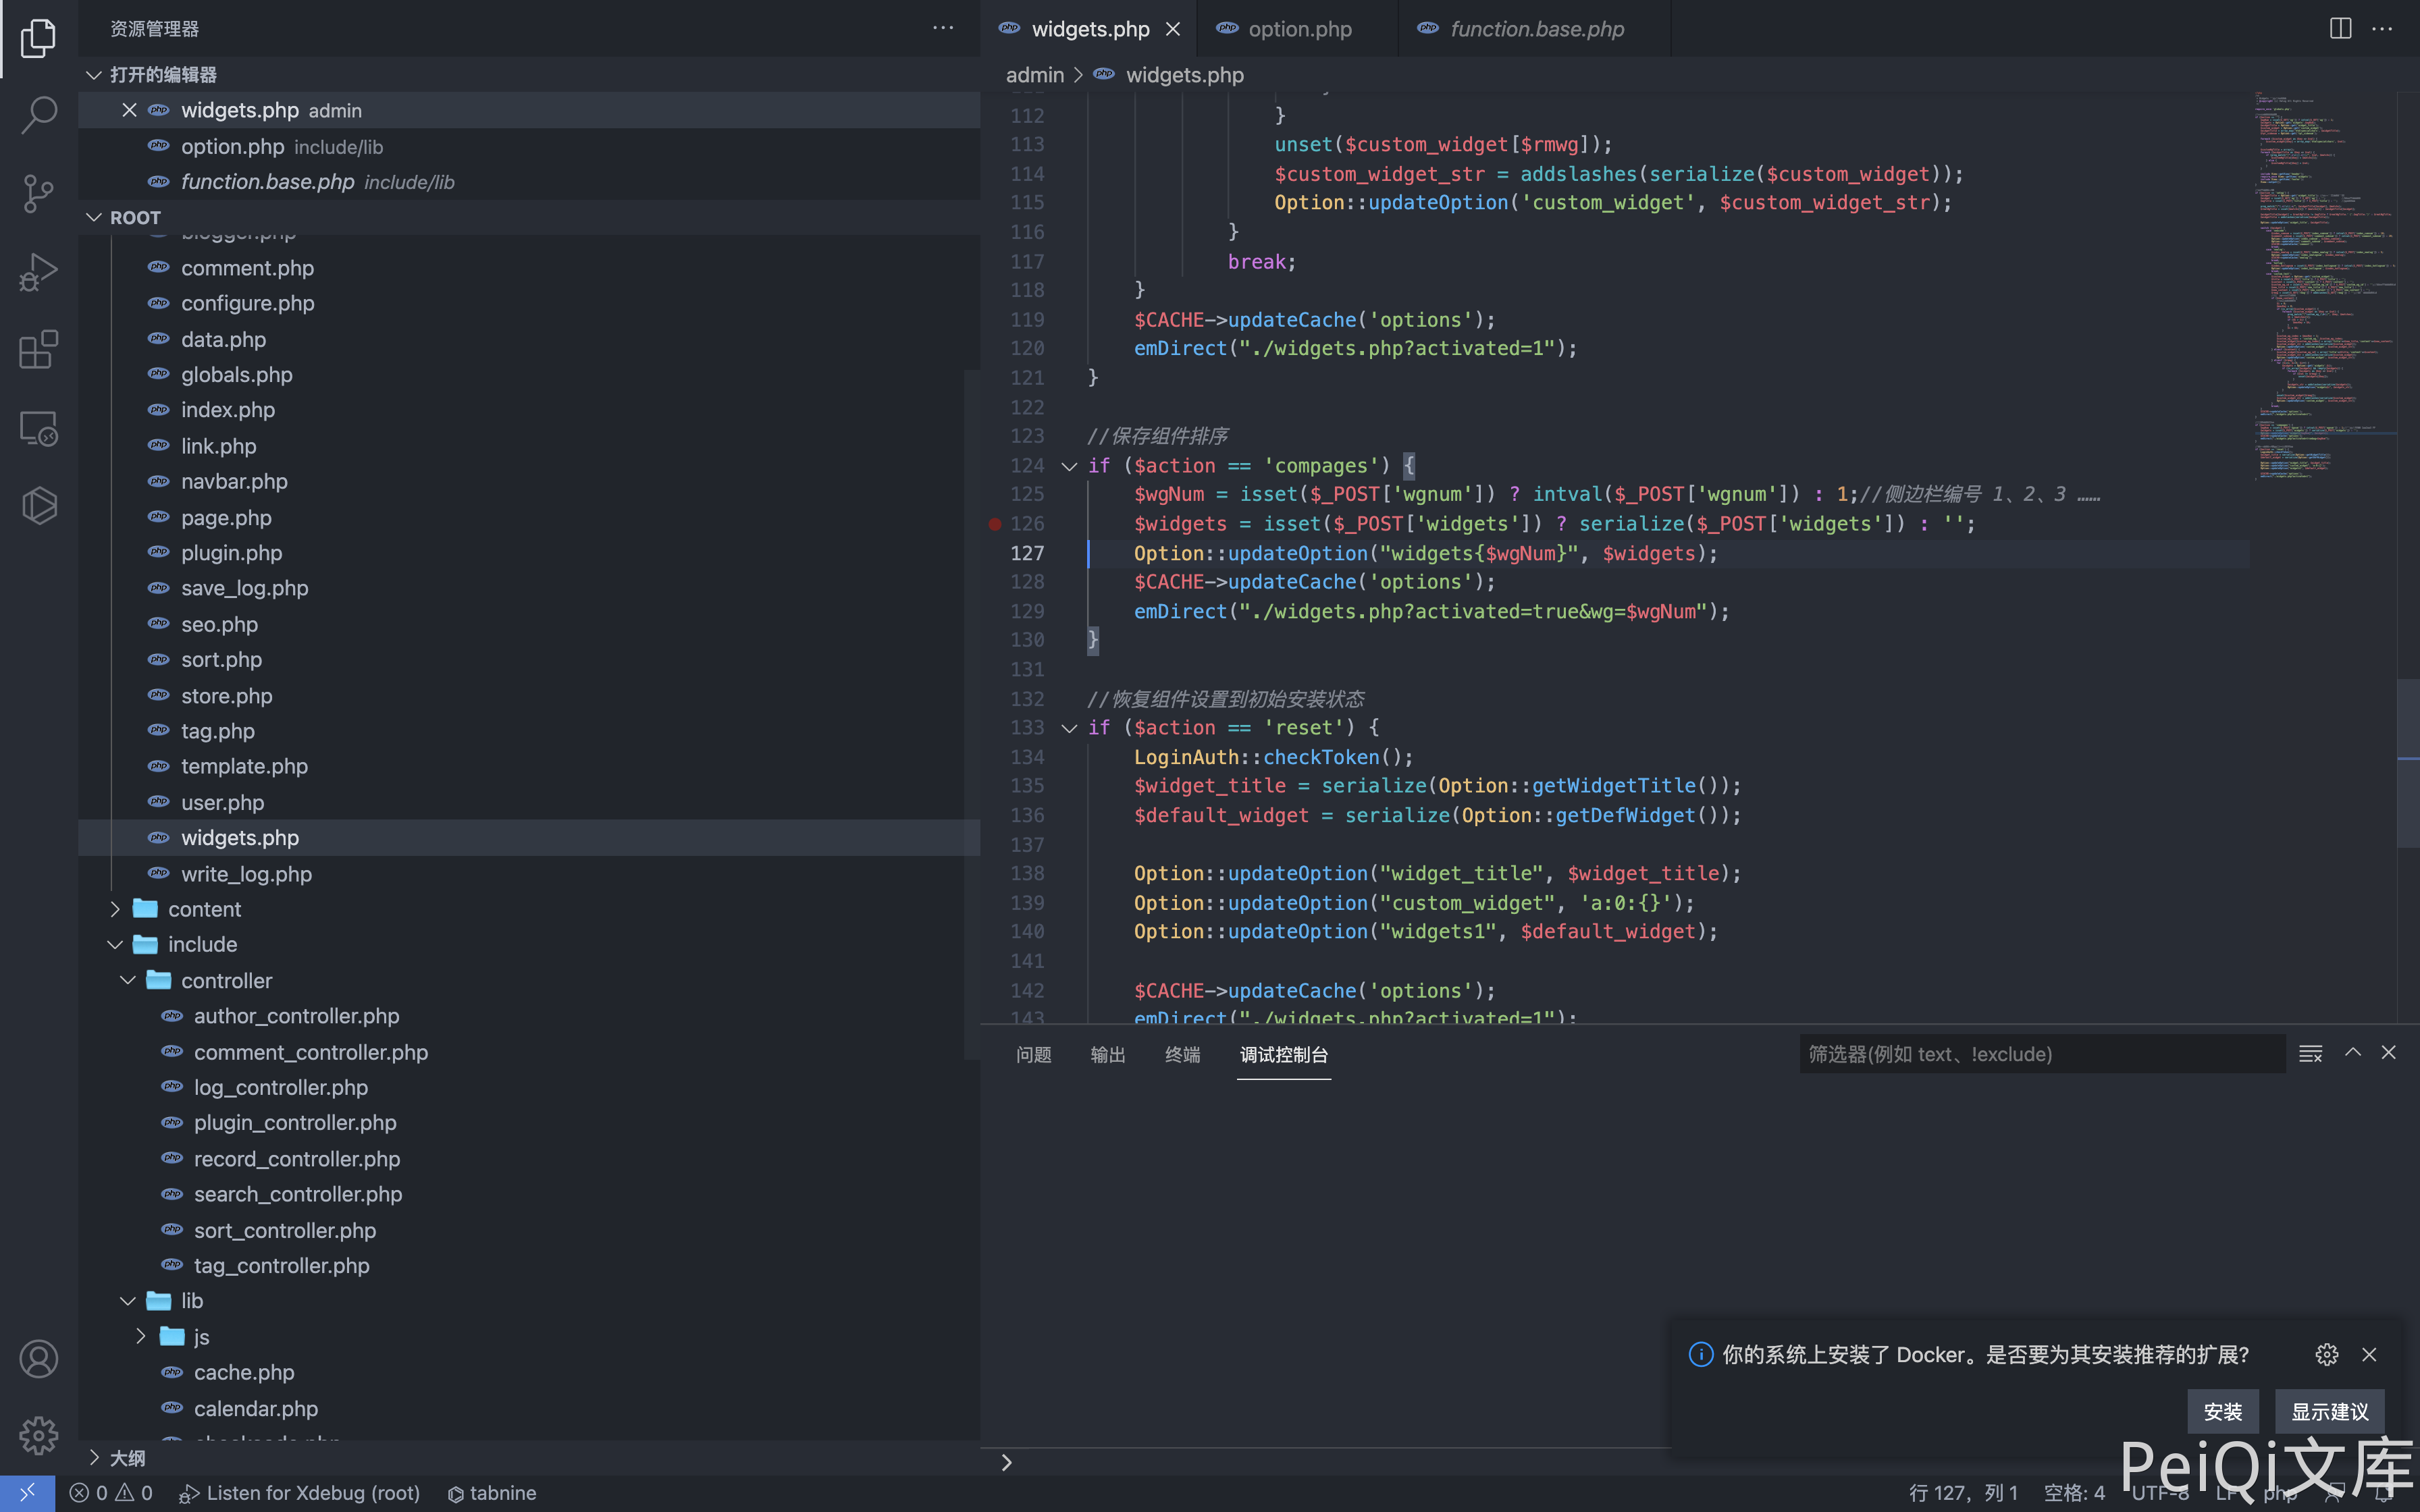 资源管理器
打开的编辑器
widgets.php admin
option.php include/lib
function.base.php include/lib
ROOT
blogger.php
comment.php
configure.php
data.php
globals.php
index.php
link.php
navbar.php
page.php
plugin.php
save_log.php
seo.php
sort.php
store.php
tag.php
template.php
user.php
widgets.php
write_log.php
content
include
controller
author_controller.php
comment_controller.php
log_controller.php
plugin_controller.php
record_controller.php
search_controller.php
sort_controller.php
tag_controller.php
lib
js
cache.php
calendar.php
大纲
widgets.php option.php function.base.php
admin > widgets.php
112 }
113 unset($custom_widget[$rmwg]);
114 $custom_widget_str = addslashes(serialize($custom_widget));
115 Option::updateOption('custom_widget', $custom_widget_str);
116 }
117 break;
118 }
119 $CACHE->updateCache('options');
120 emDirect("./widgets.php?activated=1");
121 }
122
123 //保存组件排序
124 if ($action == 'compages') {
125 $wgNum = isset($_POST['wgnum']) ? intval($_POST['wgnum']) : 1;//侧边栏编号 1、2、3 ……
126 $widgets = isset($_POST['widgets']) ? serialize($_POST['widgets']) : '';
127 Option::updateOption("widgets{$wgNum}", $widgets);
128 $CACHE->updateCache('options');
129 emDirect("./widgets.php?activated=true&wg=$wgNum");
130 }
131
132 //恢复组件设置到初始安装状态
133 if ($action == 'reset') {
134 LoginAuth::checkToken();
135 $widget_title = serialize(Option::getWidgetTitle());
136 $default_widget = serialize(Option::getDefWidget());
137
138 Option::updateOption("widget_title", $widget_title);
139 Option::updateOption("custom_widget", 'a:0:{}');
140 Option::updateOption("widgets1", $default_widget);
141
142 $CACHE->updateCache('options');
143 emDirect("./widgets.php?activated=1");
问题 输出 终端 调试控制台 筛选器(例如 text、!exclude)
你的系统上安装了 Docker。是否要为其安装推荐的扩展?
安装 显示建议
PeiQi文库
0 0 Listen for Xdebug (root) tabnine 行 127，列 1 空格: 4 UTF-8 LF php